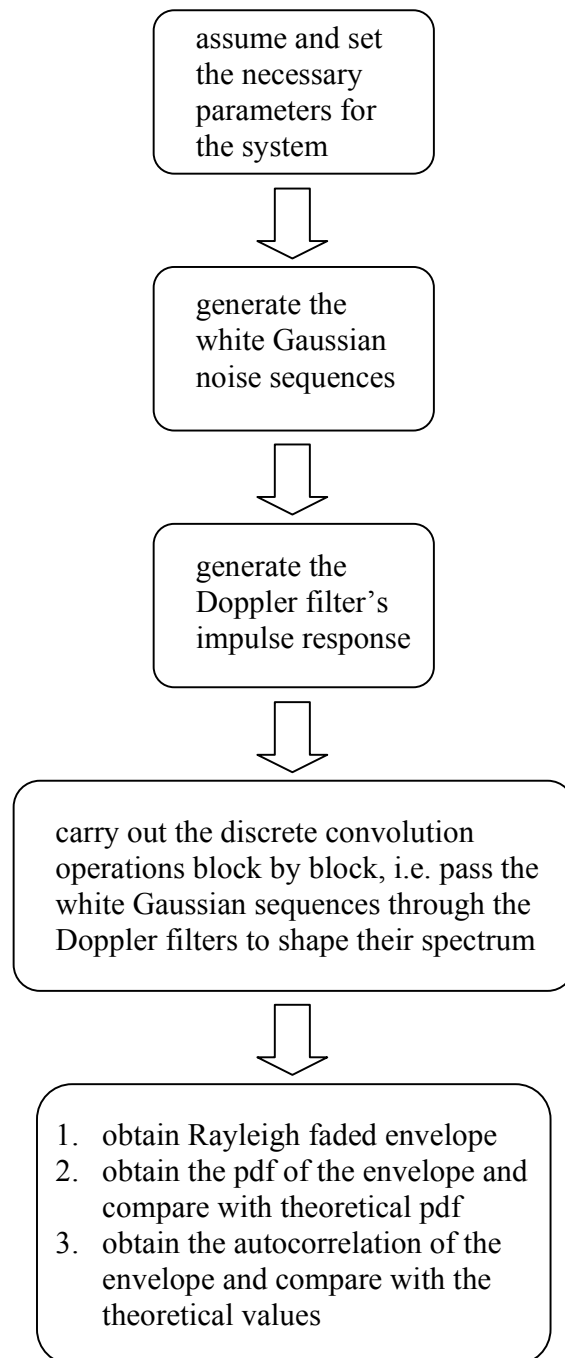 assume and set
the necessary
parameters for
the system
generate the
white Gaussian
noise sequences
generate the
Doppler filter’s
impulse response
carry out the discrete convolution
operations block by block, i.e. pass the
white Gaussian sequences through the
Doppler filters to shape their spectrum
1. obtain Rayleigh faded envelope
2. obtain the pdf of the envelope and
compare with theoretical pdf
3. obtain the autocorrelation of the
envelope and compare with the
theoretical values